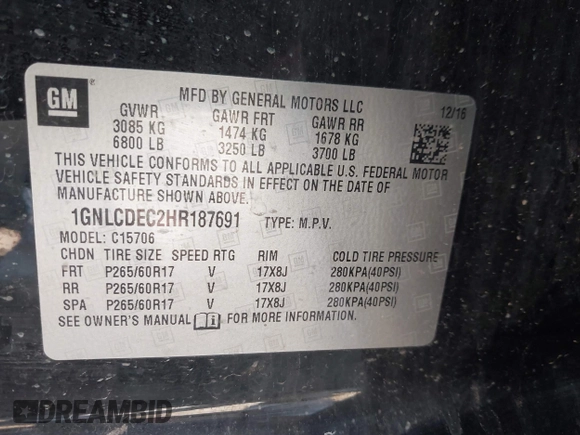 GM
MFD BY GENERAL MOTORS LLC
GVWR GAWR FRT GAWR RR 12/16
3085 KG 1474 KG 1678 KG
6800 LB 3250 LB 3700 LB
THIS VEHICLE CONFORMS TO ALL APPLICABLE U.S. FEDERAL MOTOR
VEHICLE SAFETY STANDARDS IN EFFECT ON THE DATE OF
MANUFACTURE SHOWN ABOVE.
1GNLCDEC2HR187691 TYPE: M.P.V.
MODEL: C15706
CHDN TIRE SIZE SPEED RTG RIM COLD TIRE PRESSURE
FRT P265/60R17 V 17X8J 280KPA(40PSI)
RR P265/60R17 V 17X8J 280KPA(40PSI)
SPA P265/60R17 V 17X8J 280KPA(40PSI)
SEE OWNER'S MANUAL FOR MORE INFORMATION.
DREAMBID